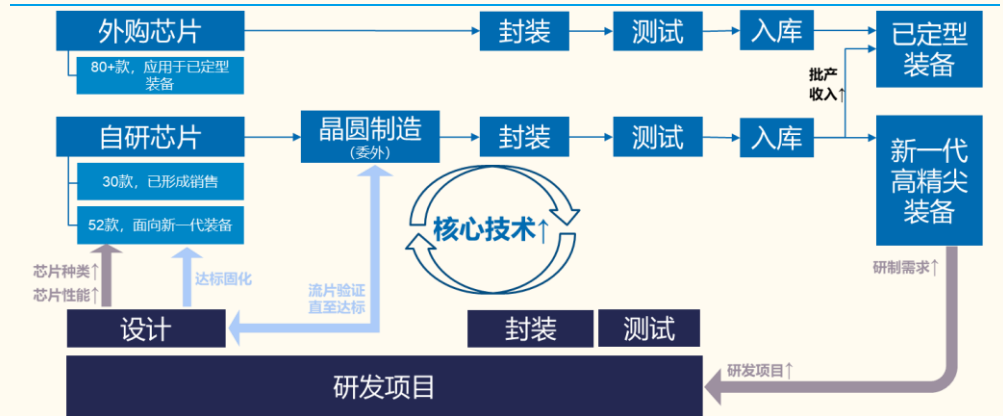 外购芯片
封装
测试
入库
已定型
装备
80+款，应用于已定型
装备
批产
收入↑
自研芯片
晶圆制造
(委外)
封装
测试
入库
新一代
高精尖
装备
30款，已形成销售
52款，面向新一代装备
核心技术↑
芯片种类↑
芯片性能↑
达标固化
流片验证
直至达标
研制需求↑
设计
封装
测试
研发项目
研发项目↑